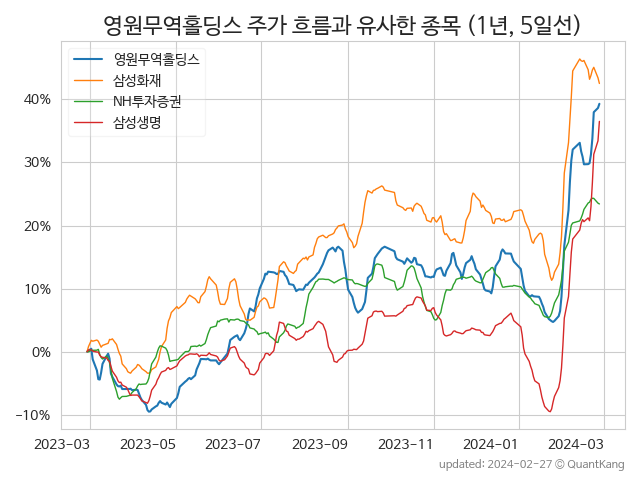 영원무역홀딩스 주가 흐름과 유사한 종목 (1년, 5일선)
영원무역홀딩스
삼성화재
NH투자증권
삼성생명
40%
30%
20%
10%
0%
−10%
2023-03 2023-05 2023-07 2023-09 2023-11 2024-01 2024-03
updated: 2024-02-27 © QuantKang